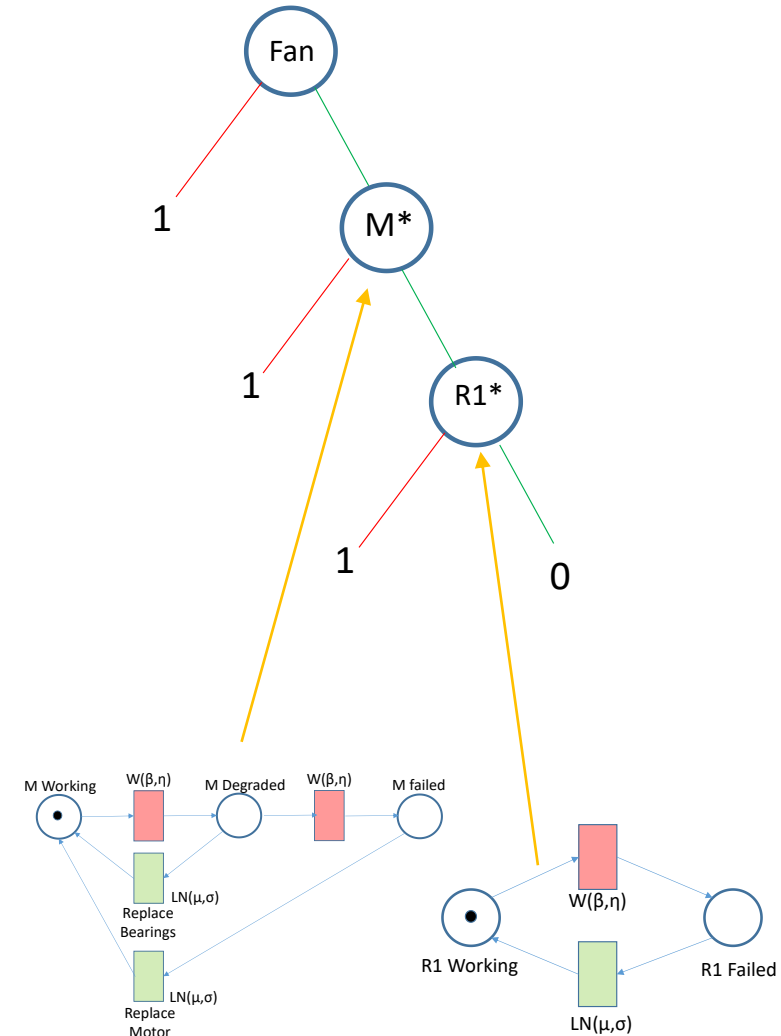 Fan
1
M*
1
R1*
1
0
M Working
W(β,η)
M Degraded
W(β,η)
M failed
LN(μ,σ)
Replace
Bearings
LN(μ,σ)
Replace
Motor
W(β,η)
R1 Working
R1 Failed
LN(μ,σ)